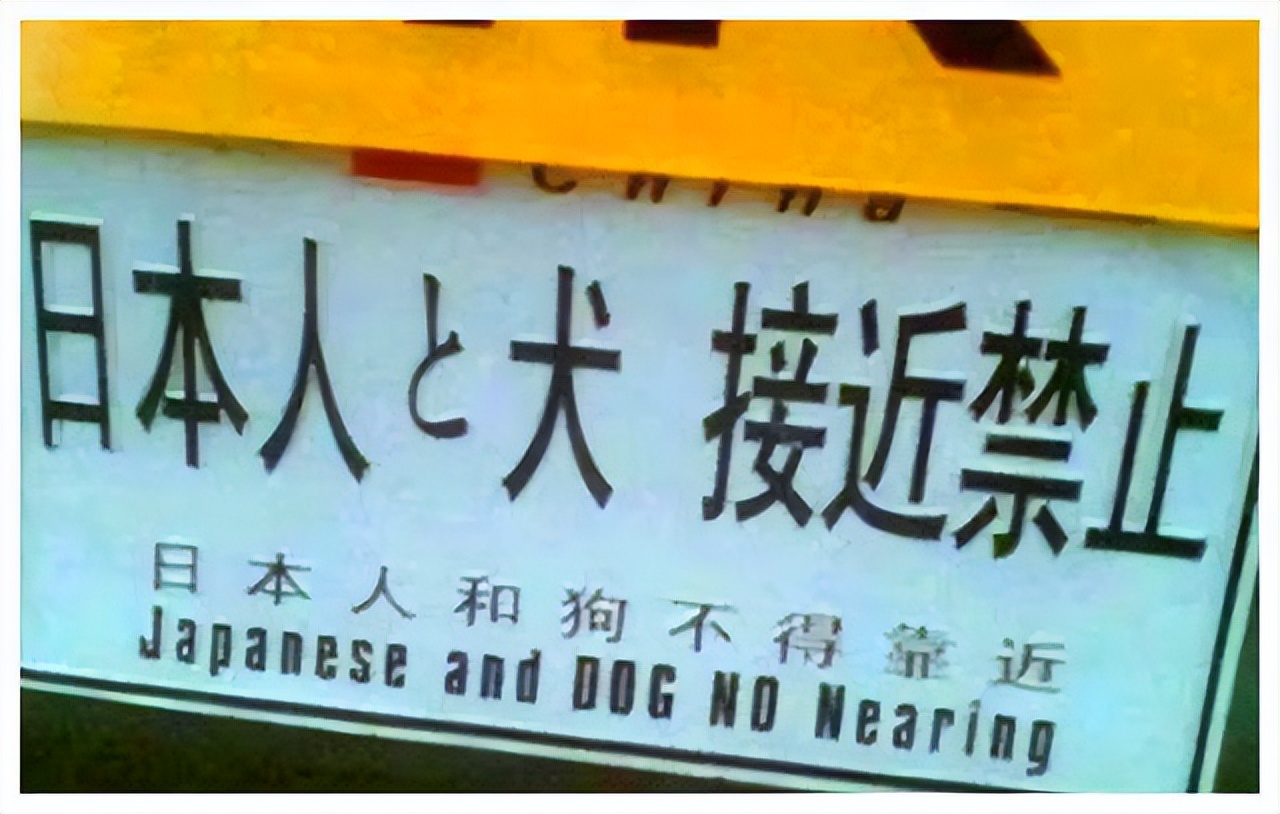 China
日本人と犬 接近禁止
日本人和狗不得靠近
Japanese and DOG NO Nearing